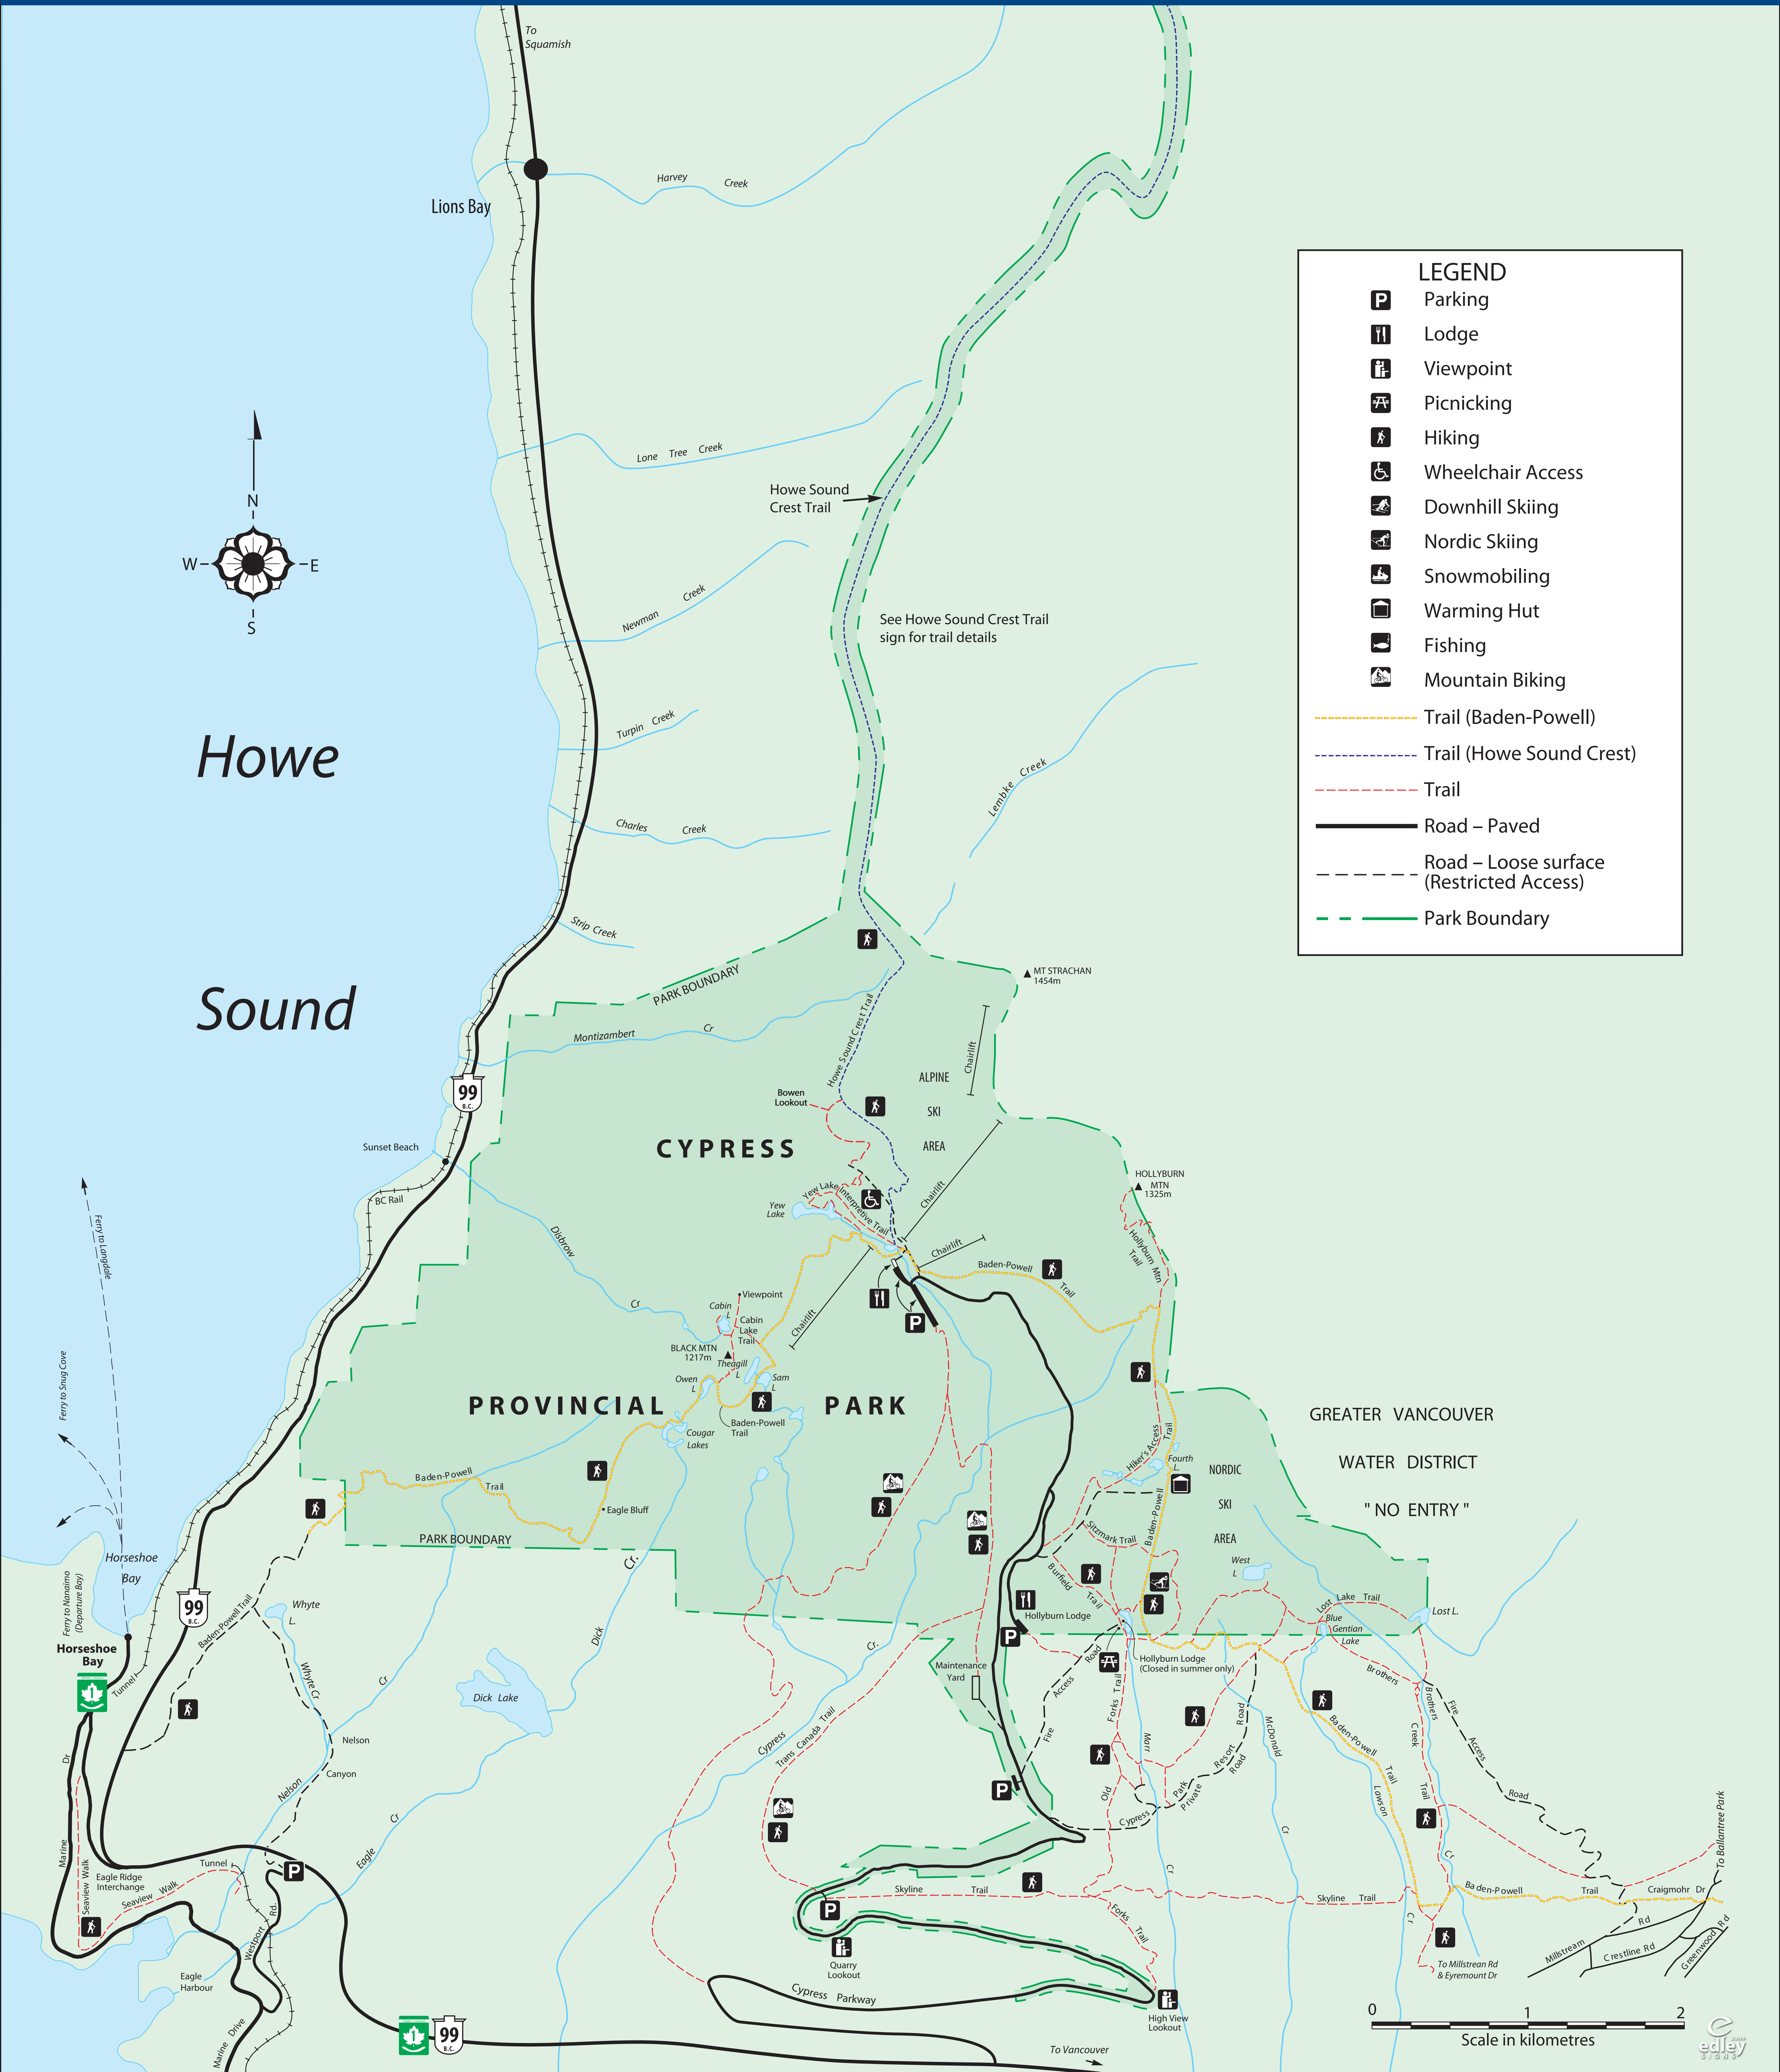 To
Squamish
Harvey Creek
Lions Bay
LEGEND
Parking
Lodge
Viewpoint
Picnicking
Hiking
Wheelchair Access
Downhill Skiing
Nordic Skiing
Snowmobiling
Warming Hut
Fishing
Mountain Biking
Trail (Baden-Powell)
Trail (Howe Sound Crest)
Trail
Road – Paved
Road – Loose surface
(Restricted Access)
Park Boundary
P
N
W
E
S
Lone Tree Creek
Howe Sound
Crest Trail
Newman Creek
See Howe Sound Crest Trail
sign for trail details
Turpin Creek
Howe
Sound
Lembke Creek
Charles Creek
Strip Creek
PARK BOUNDARY
MT STRACHAN
1454m
Montizambert Cr
Howe Sound Crest Trail
Chairlift
ALPINE
SKI
AREA
Bowen
Lookout
99
B.C.
CYPRESS
Sunset Beach
BC Rail
HOLLYBURN
MTN
1325m
Hollyburn Mtn
Trail
Yew Lake Interpretive Trail
Yew
Lake
Chairlift
Chairlift
Chairlift
Disbrow
Cr
Ferry to Langdale
Ferry to Snug Cove
Baden-Powell
Trail
Viewpoint
Cabin
L
Cabin
Lake
Trail
BLACK MTN
1217m
Theagill
L
Owen
L
Sam
L
P
PROVINCIAL PARK
Baden-Powell
Trail
Cougar
Lakes
GREATER VANCOUVER
WATER DISTRICT
" NO ENTRY "
Hiker's Access
Trail
Fourth
L.
NORDIC
SKI
AREA
Baden-Powell
Trail
Eagle Bluff
PARK BOUNDARY
Baden-Powell
Sitzmark Trail
Burfield
Trail
West
L
Horseshoe
Bay
Ferry to Nanaimo
(Departure Bay)
99
B.C.
Whyte
L.
Baden-Powell Trail
Cr.
Dick
Hollyburn Lodge
P
Lost Lake Trail
Lost L.
Blue
Gentian
Lake
Horseshoe
Bay
1
Tunnel
Whyte Cr
Cr
Dick Lake
Cr.
Maintenance
Yard
Road
Access
Fire
Hollyburn Lodge
(Closed in summer only)
Brothers
Fire
Access
Road
Brothers
Creek
Trail
Cr
Forks Trail
Old
Marr
Cr
Resort
Road
Road
Park
Private
Cypress
McDonald
Cr
Baden-Powell
Trail
Lawson
Cr
Nelson
Canyon
Nelson
Eagle
Cr
Cypress
Trans Canada Trail
P
Dr
Marine
Eagle Ridge
Interchange
Seaview Walk
Seaview Walk
Tunnel
P
Westport
Rd.
Eagle
Harbour
Marine Drive
Skyline Trail
Skyline Trail
Forks
Trail
P
Quarry
Lookout
Cypress Parkway
High View
Lookout
Baden-Powell Trail
Craigmohr Dr
To Ballantree Park
Millstream
Rd
Crestline Rd
Greenwood Rd
To Millstrean Rd
& Eyremount Dr
0 1 2
Scale in kilometres
1
99
B.C.
To Vancouver
edley
SIGNS